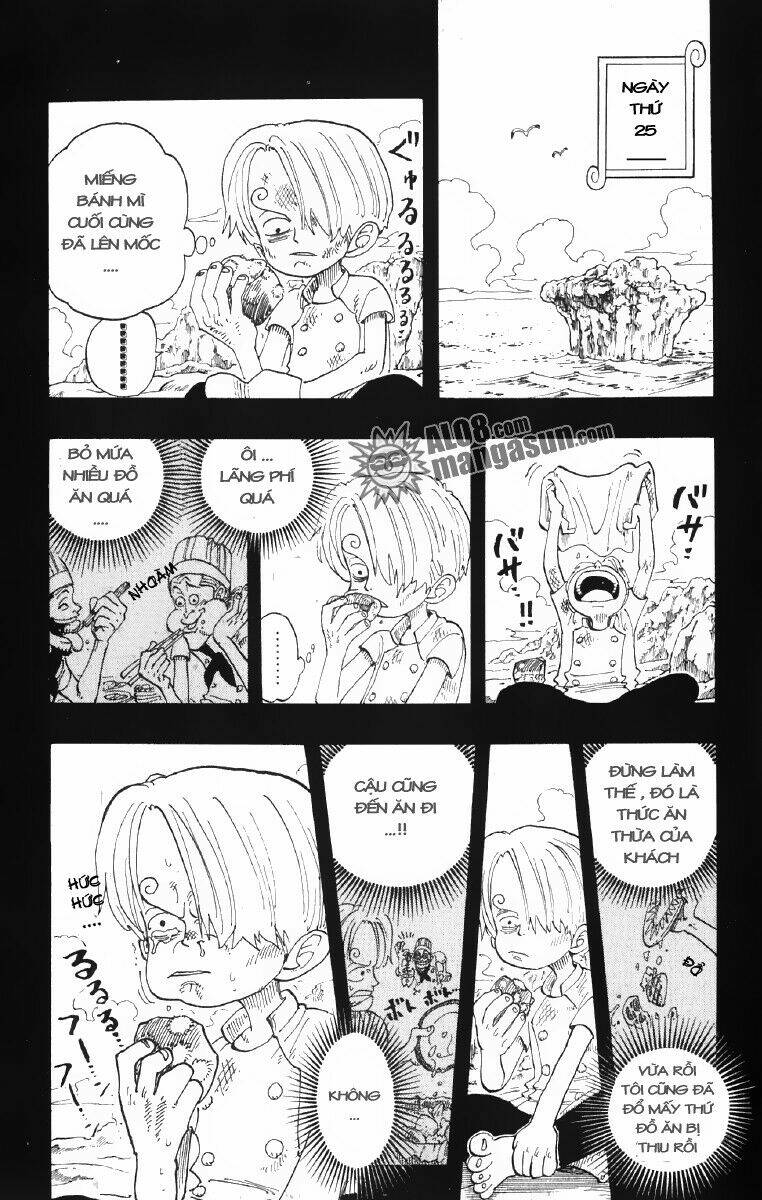 NGÀY
THỨ
25
MIẾNG
BÁNH MÌ
CUỐI CÙNG
ĐÃ LÊN MỐC
....
ぐゅるるるるる...
AL08.com
mangasun.com
バサ...
バサ...!!
ÔI ...
LÃNG PHÍ
QUÁ
BỎ MỨA
NHIỀU ĐỒ
ĂN QUÁ
....
NHOÀM
ĐỪNG LÀM
THẾ , ĐÓ LÀ
THỨC ĂN
THỪA CỦA
KHÁCH
ĐỔ
VỪA RỒI
TÔI CŨNG ĐÃ
ĐỔ MẤY THỨ
ĐỒ ĂN BỊ
THIU RỒI
CẬU CŨNG
ĐẾN ĂN ĐI
...!!
KHÔNG
...
HỨC
HỨC
....
るるる...
フーフー...